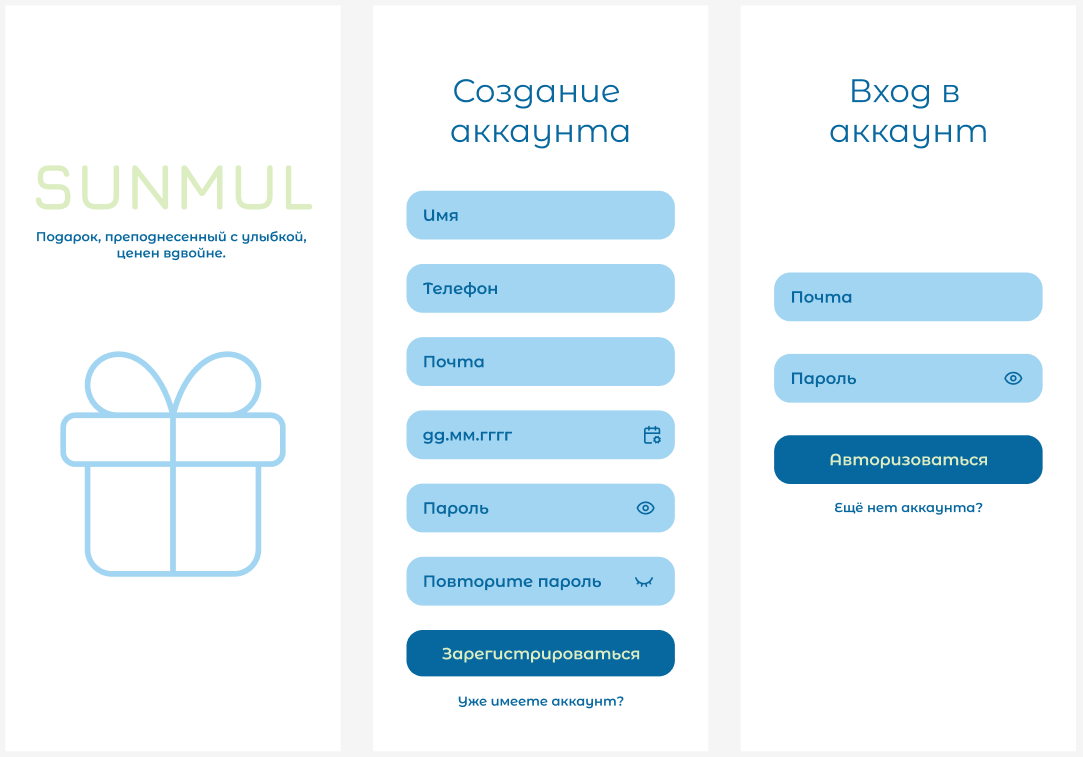 SUNMUL
Подарок, преподнесенный с улыбкой,
ценен вдвойне.
Создание
аккаунта
Имя
Телефон
Почта
дд.мм.гггг
Пароль
Повторите пароль
Зарегистрироваться
Уже имеете аккаунт?
Вход в
аккаунт
Почта
Пароль
Авторизоваться
Ещё нет аккаунта?